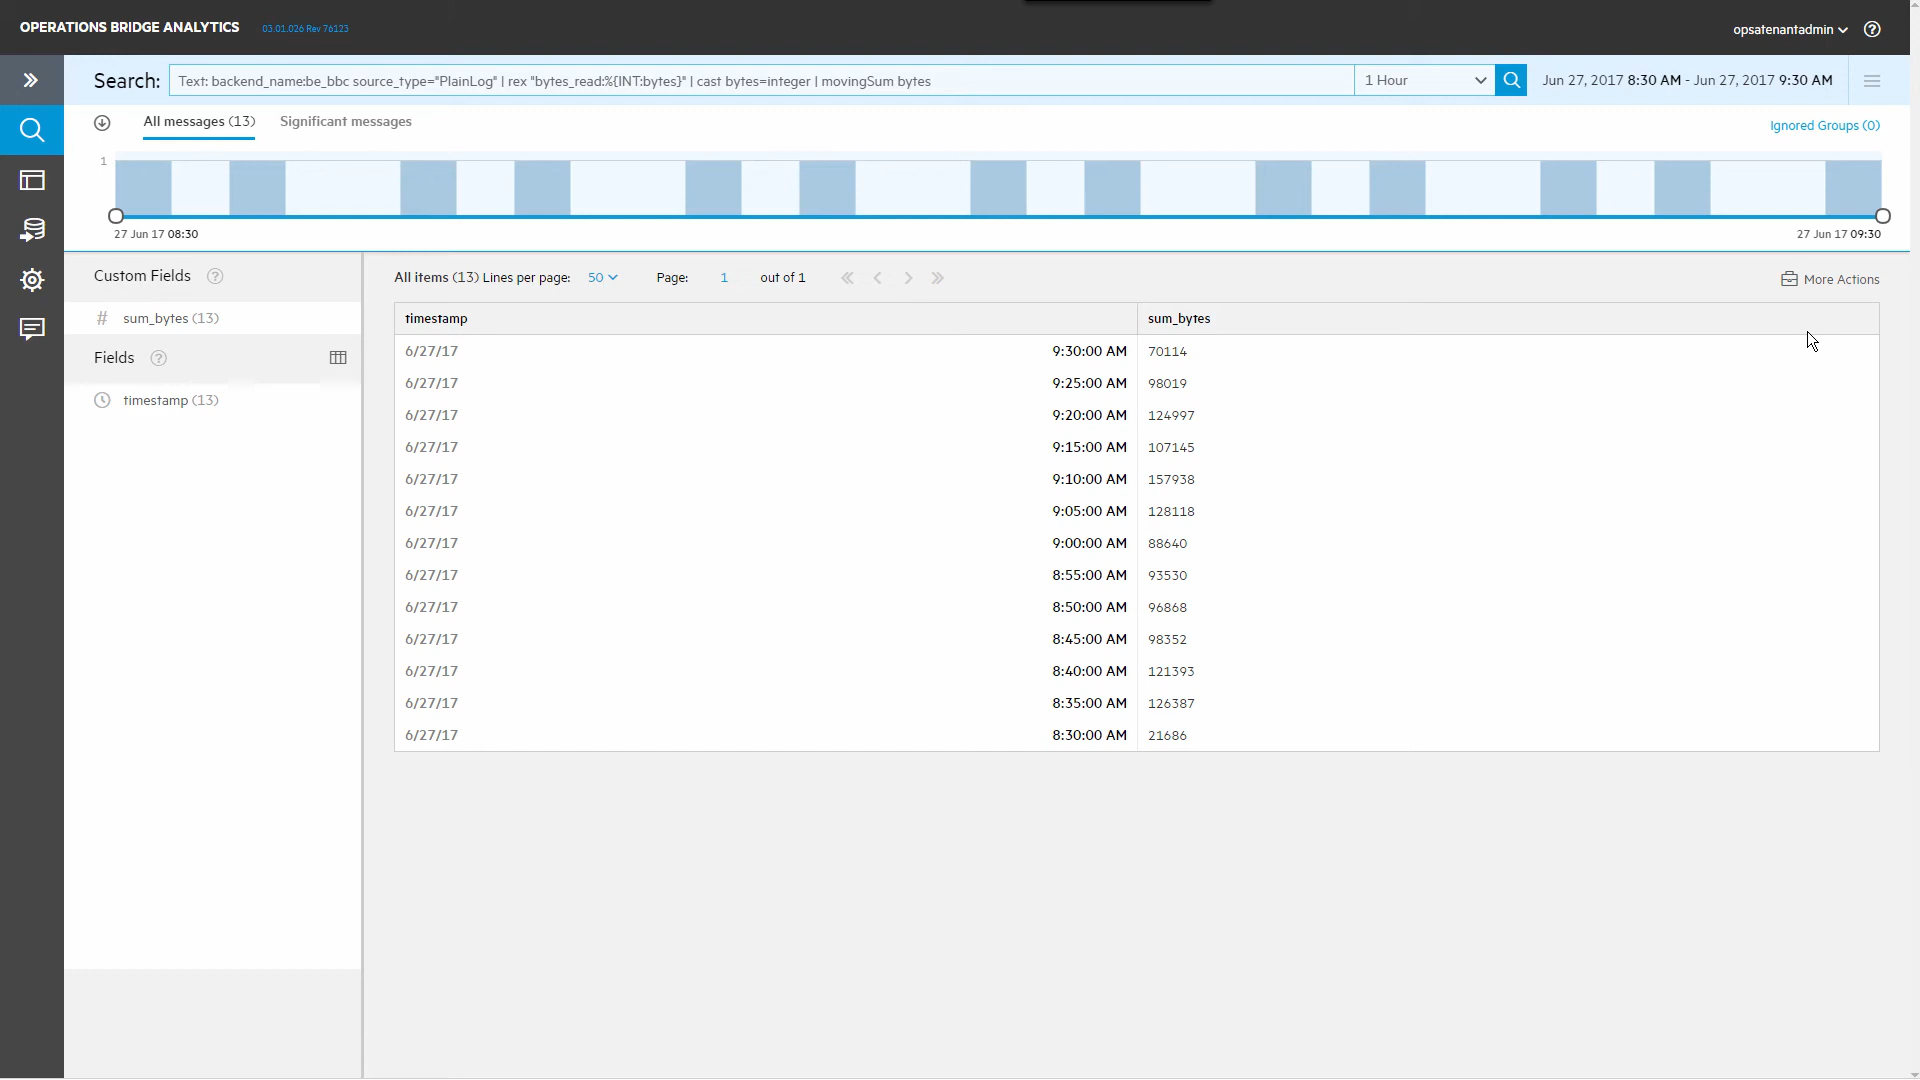 OPERATIONS BRIDGE ANALYTICS 03.01.026 Rev 76123 opsatenantadmin
Search: Text: backend_name:be_bbc source_type="PlainLog" | rex "bytes_read:%{INT:bytes}" | cast bytes=integer | movingSum bytes 1 Hour Jun 27, 2017 8:30 AM - Jun 27, 2017 9:30 AM
All messages (13) Significant messages Ignored Groups (0)
1
27 Jun 17 08:30 27 Jun 17 09:30
Custom Fields ?
# sum_bytes (13)
Fields ?
timestamp (13)
All items (13) Lines per page: 50 Page: 1 out of 1 More Actions
timestamp sum_bytes
6/27/17 9:30:00 AM 70114
6/27/17 9:25:00 AM 98019
6/27/17 9:20:00 AM 124997
6/27/17 9:15:00 AM 107145
6/27/17 9:10:00 AM 157938
6/27/17 9:05:00 AM 128118
6/27/17 9:00:00 AM 88640
6/27/17 8:55:00 AM 93530
6/27/17 8:50:00 AM 96868
6/27/17 8:45:00 AM 98352
6/27/17 8:40:00 AM 121393
6/27/17 8:35:00 AM 126387
6/27/17 8:30:00 AM 21686